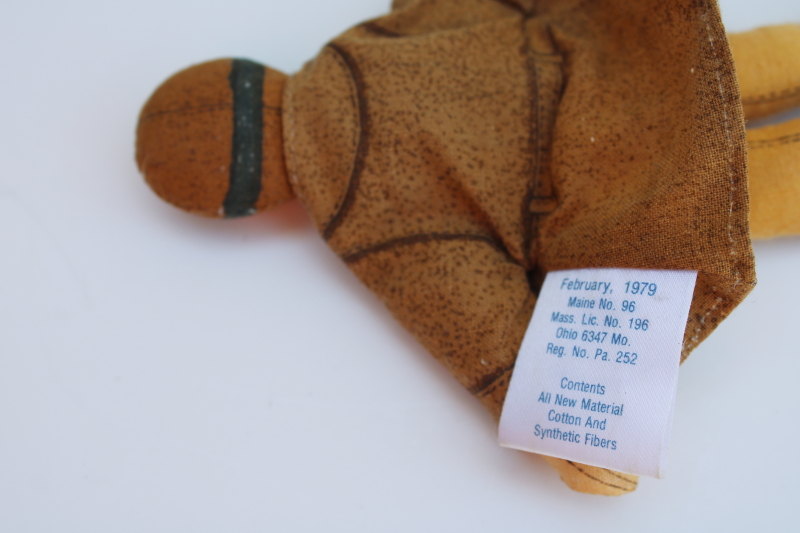 February, 1979
Maine No. 96
Mass. Lic. No. 196
Ohio 6347 Mo.
Reg. No. Pa. 252
Contents
All New Material
Cotton And
Synthetic Fibers